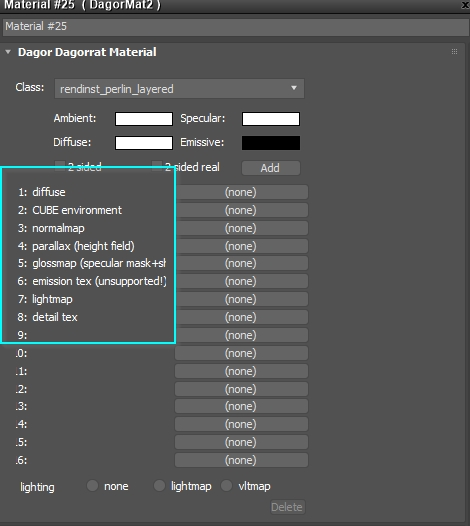 Material #25 ( DagorMat2 )
Material #25
Dagor Dagorrat Material
Class: rendinst_perlin_layered
Ambient: Specular:
Diffuse: Emissive:
2 sided 2 sided real Add
1: diffuse (none)
2: CUBE environment (none)
3: normalmap (none)
4: parallax (height field) (none)
5: glossmap (specular mask+sh (none)
6: emission tex (unsupported!) (none)
7: lightmap (none)
8: detail tex (none)
9: (none)
.0: (none)
.1: (none)
.2: (none)
.3: (none)
.4: (none)
.5: (none)
.6: (none)
lighting none lightmap vltmap
Delete